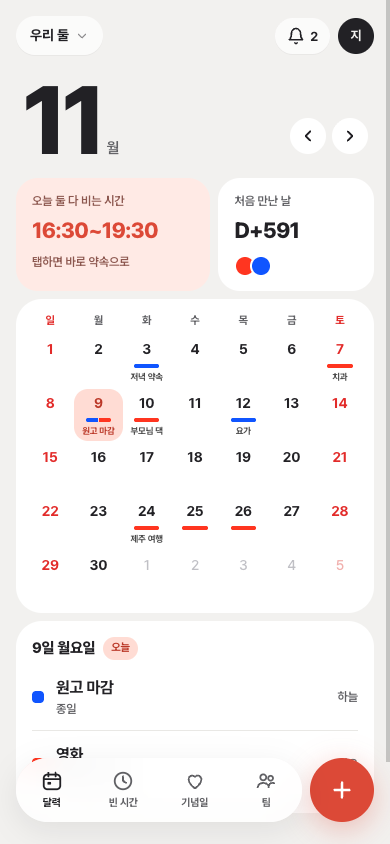 우리 둘
2
지
11월
오늘 둘 다 비는 시간
16:30~19:30
탭하면 바로 약속으로
처음 만난 날
D+591
일 월 화 수 목 금 토
1 2 3 4 5 6 7
저녁 약속 치과
8 9 10 11 12 13 14
원고 마감 부모님 댁 요가
15 16 17 18 19 20 21
22 23 24 25 26 27 28
제주 여행
29 30 1 2 3 4 5
9일 월요일 오늘
원고 마감 하늘
종일
영화
달력 빈 시간 기념일 팀